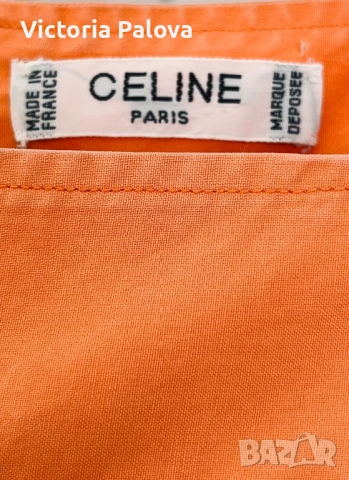 Victoria Palova
MADE IN
FRANCE
CELINE
PARIS
MARQUE
DEPOSEE
BAZAR